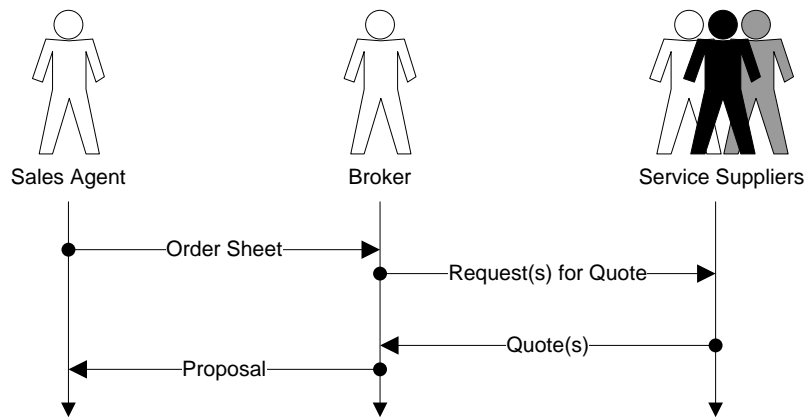 Sales Agent
Broker
Service Suppliers
Order Sheet
Request(s) for Quote
Quote(s)
Proposal